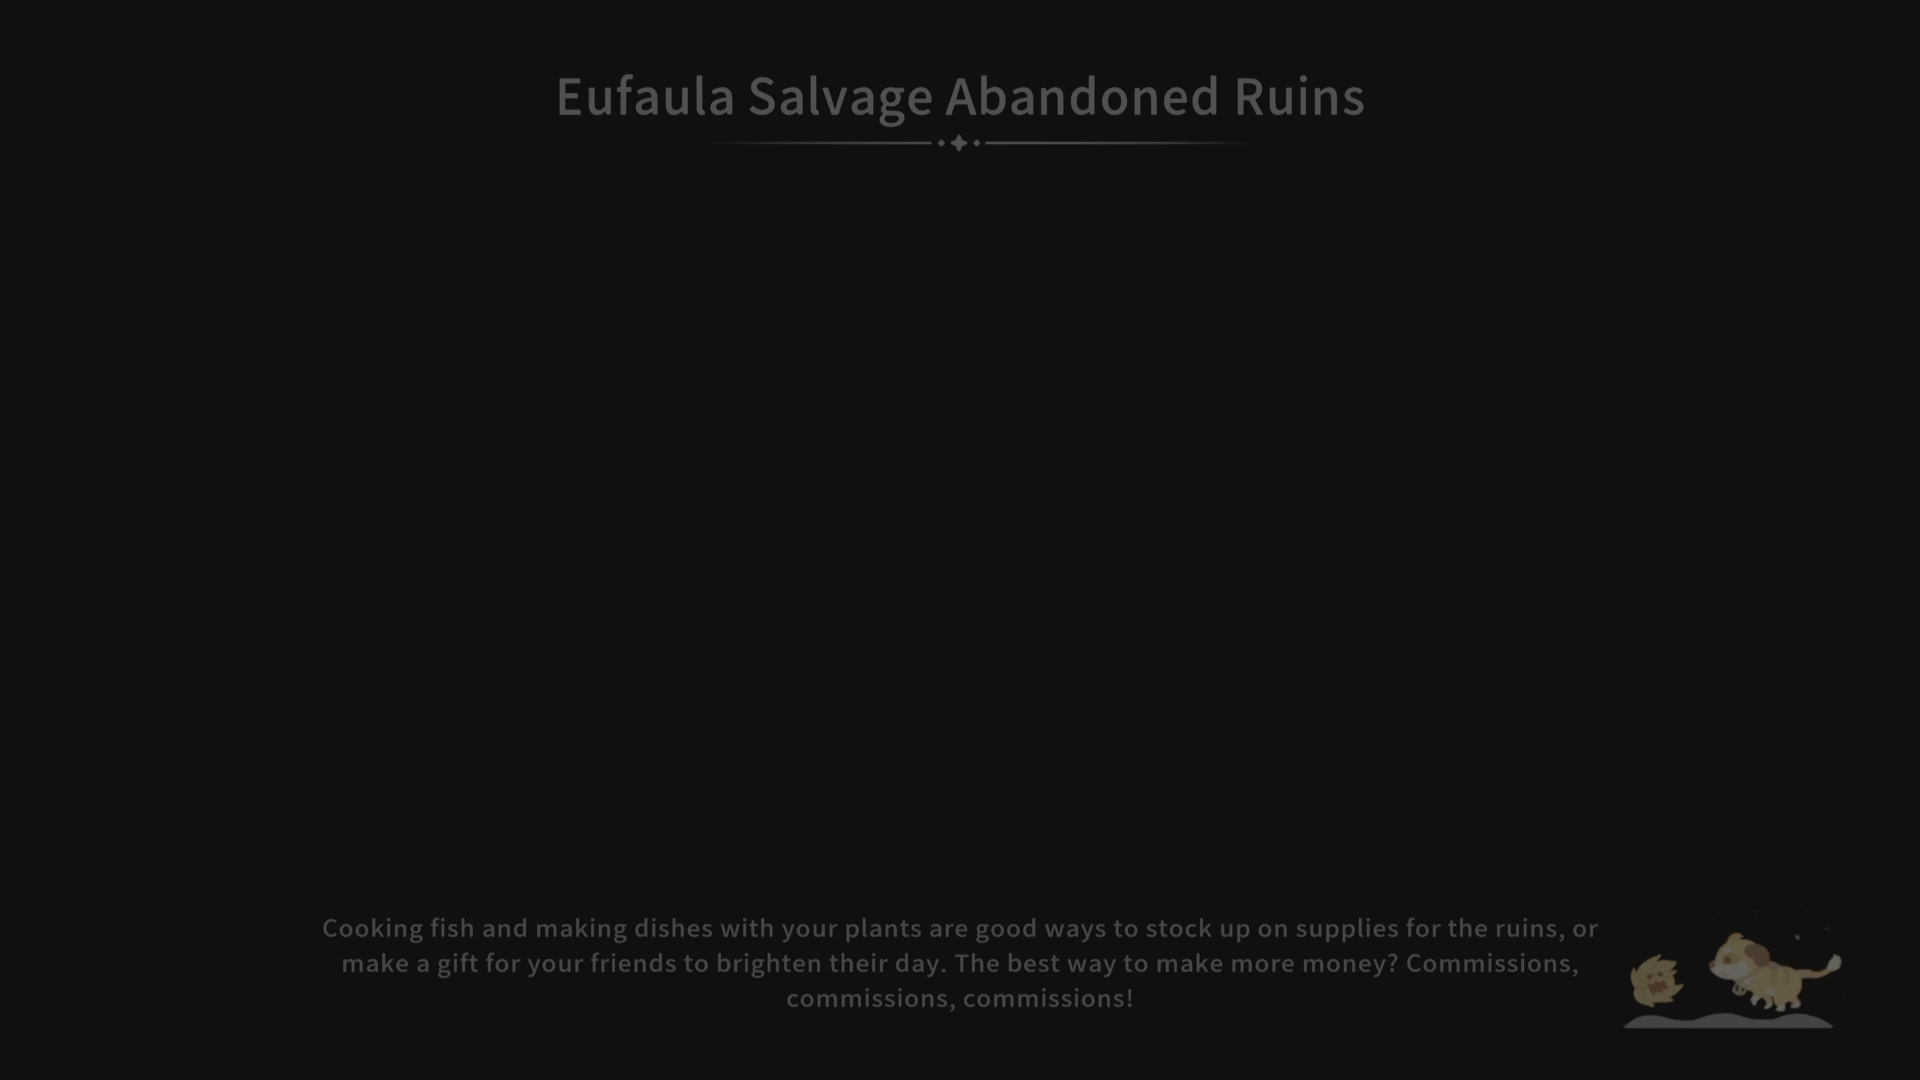 Eufaula Salvage Abandoned Ruins
Cooking fish and making dishes with your plants are good ways to stock up on supplies for the ruins, or
make a gift for your friends to brighten their day. The best way to make more money? Commissions,
commissions, commissions!